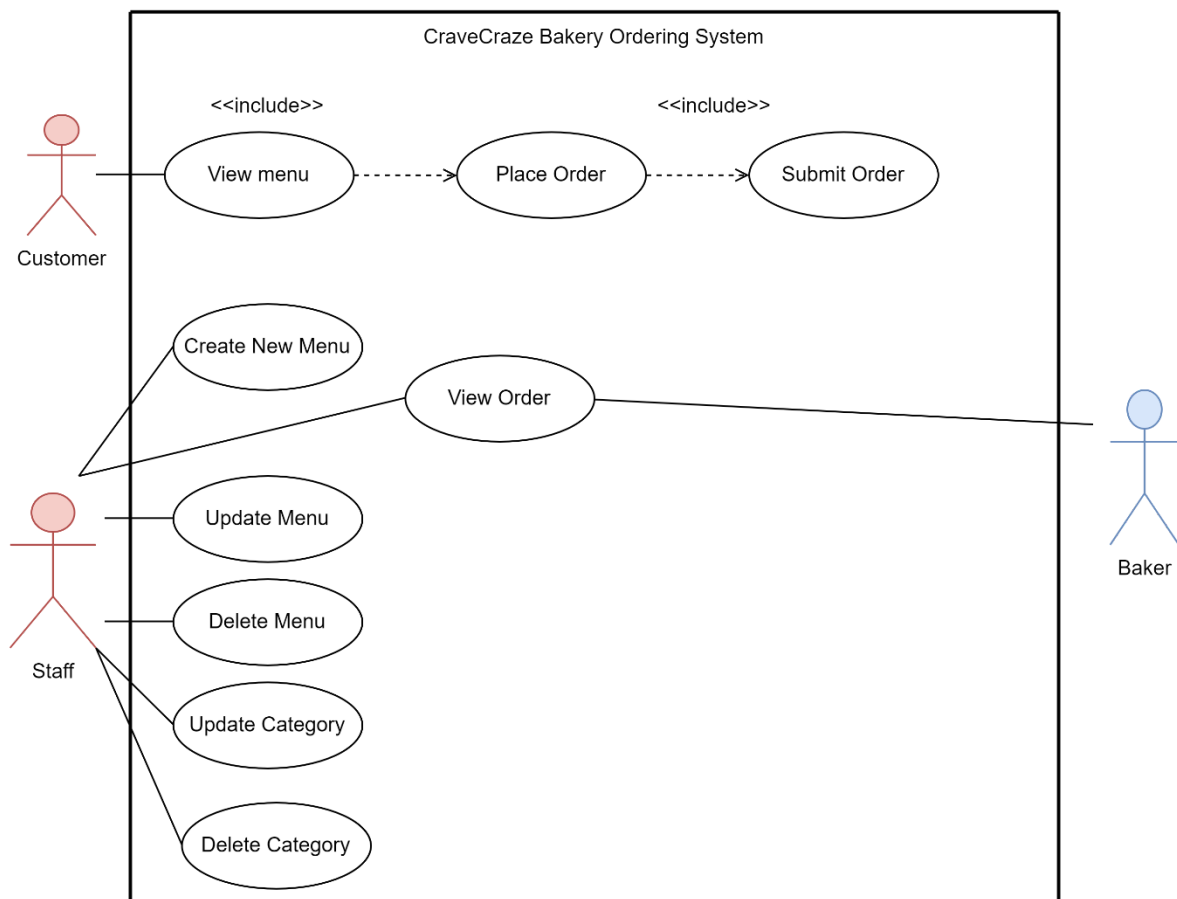 CraveCraze Bakery Ordering System
<<include>>
<<include>>
View menu
Place Order
Submit Order
Customer
Create New Menu
View Order
Update Menu
Baker
Delete Menu
Staff
Update Category
Delete Category